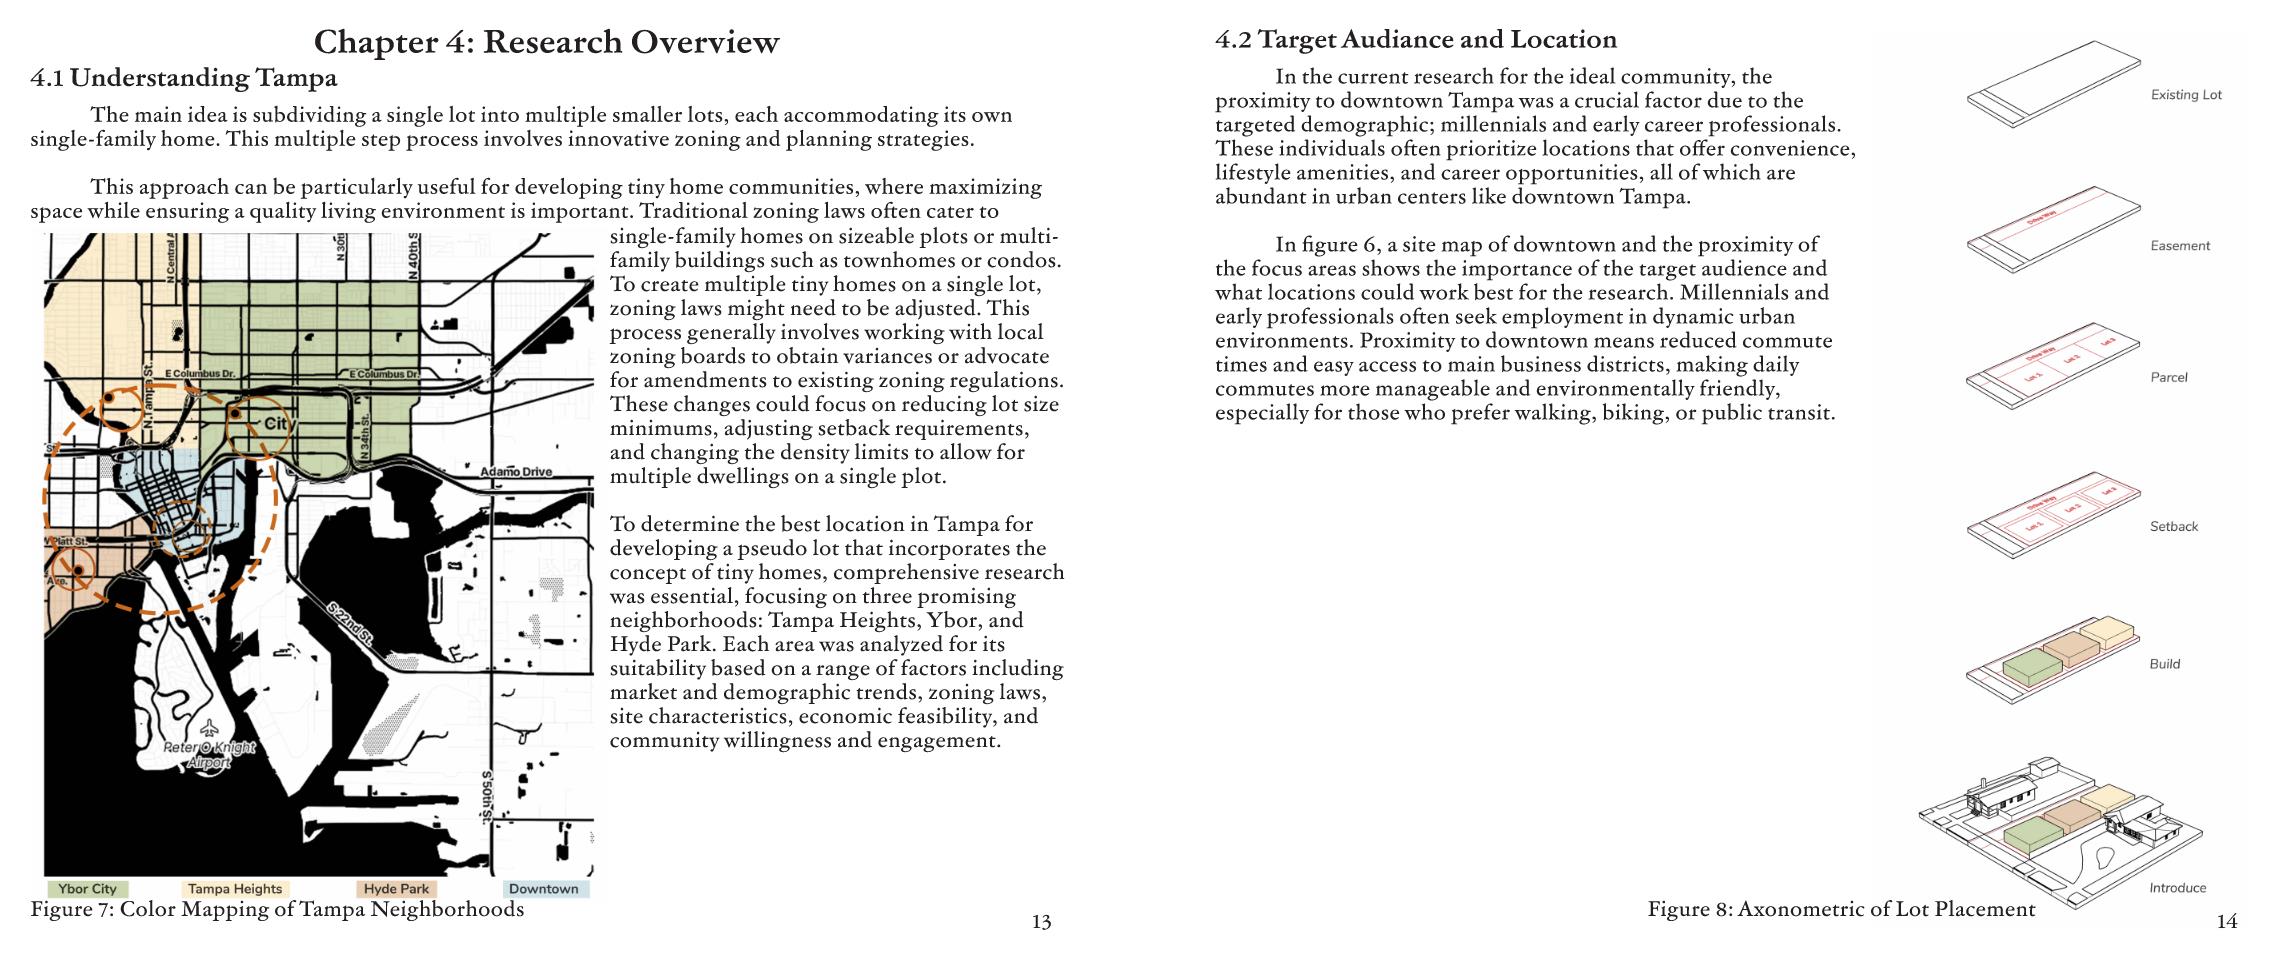 Chapter 4: Research Overview
4.1 Understanding Tampa
The main idea is subdividing a single lot into multiple smaller lots, each accommodating its own
single-family home. This multiple step process involves innovative zoning and planning strategies.
This approach can be particularly useful for developing tiny home communities, where maximizing
space while ensuring a quality living environment is important. Traditional zoning laws often cater to
single-family homes on sizeable plots or multi-
family buildings such as townhomes or condos.
To create multiple tiny homes on a single lot,
zoning laws might need to be adjusted. This
process generally involves working with local
zoning boards to obtain variances or advocate
for amendments to existing zoning regulations.
These changes could focus on reducing lot size
minimums, adjusting setback requirements,
and changing the density limits to allow for
multiple dwellings on a single plot.
To determine the best location in Tampa for
developing a pseudo lot that incorporates the
concept of tiny homes, comprehensive research
was essential, focusing on three promising
neighborhoods: Tampa Heights, Ybor, and
Hyde Park. Each area was analyzed for its
suitability based on a range of factors including
market and demographic trends, zoning laws,
site characteristics, economic feasibility, and
community willingness and engagement.
N Central A
N 30t
N 40th S
E Columbus Dr.
E Columbus Dr.
N. Tampa St.
City
N 34th St.
S
Adamo Drive
W Platt St.
Ave.
S 22nd St.
Peter O Knight
Airport
S 50th St.
Ybor City
Tampa Heights
Hyde Park
Downtown
Figure 7: Color Mapping of Tampa Neighborhoods
13
4.2 Target Audiance and Location
In the current research for the ideal community, the
proximity to downtown Tampa was a crucial factor due to the
targeted demographic; millennials and early career professionals.
These individuals often prioritize locations that offer convenience,
lifestyle amenities, and career opportunities, all of which are
abundant in urban centers like downtown Tampa.
In figure 6, a site map of downtown and the proximity of
the focus areas shows the importance of the target audience and
what locations could work best for the research. Millennials and
early professionals often seek employment in dynamic urban
environments. Proximity to downtown means reduced commute
times and easy access to main business districts, making daily
commutes more manageable and environmentally friendly,
especially for those who prefer walking, biking, or public transit.
Existing Lot
Drive Way
Easement
Drive Way
Lot 1
Lot 2
Lot 3
Parcel
Drive Way
Lot 1
Lot 2
Lot 3
Setback
Build
Introduce
Figure 8: Axonometric of Lot Placement
14